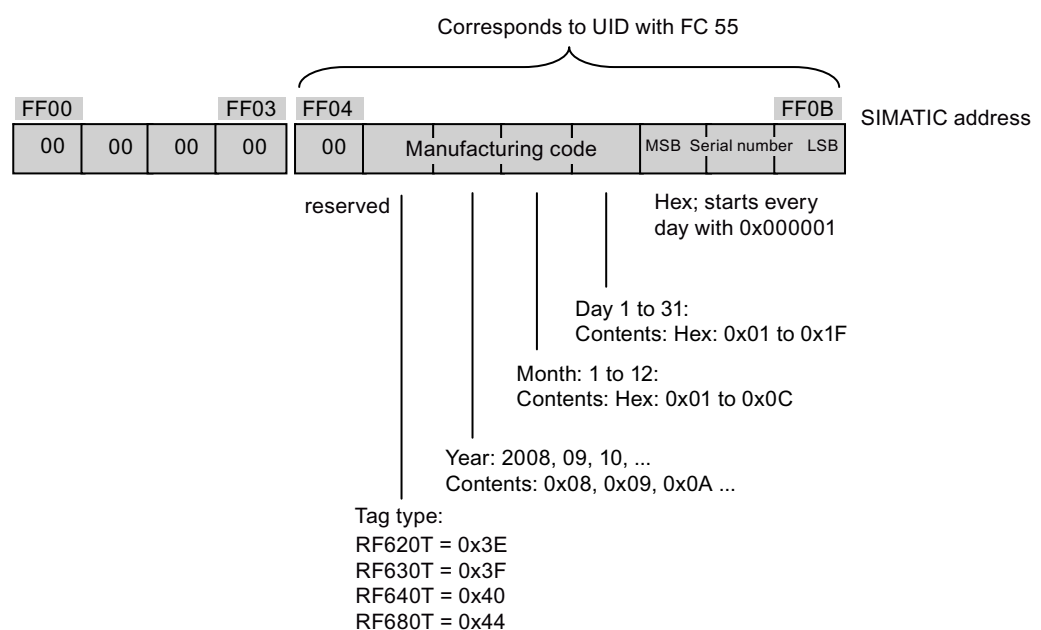 Corresponds to UID with FC 55
FF00 FF03 FF04 FF0B SIMATIC address
00 00 00 00 00 Manufacturing code MSB Serial number LSB
reserved
Hex; starts every
day with 0x000001
Day 1 to 31:
Contents: Hex: 0x01 to 0x1F
Month: 1 to 12:
Contents: Hex: 0x01 to 0x0C
Year: 2008, 09, 10, ...
Contents: 0x08, 0x09, 0x0A ...
Tag type:
RF620T = 0x3E
RF630T = 0x3F
RF640T = 0x40
RF680T = 0x44